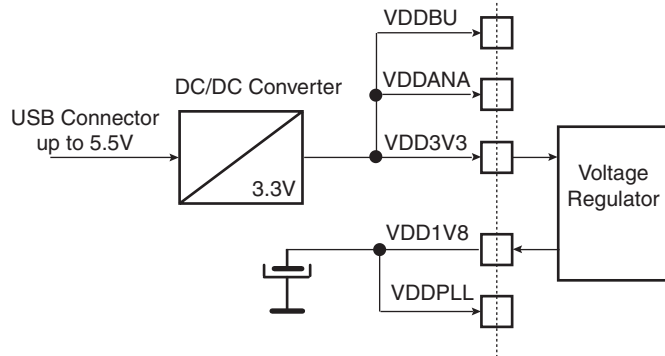 VDDBU
DC/DC Converter
VDDANA
USB Connector
up to 5.5V
VDD3V3
3.3V
Voltage
Regulator
VDD1V8
VDDPLL